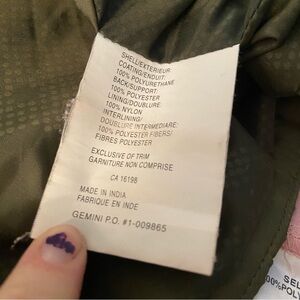 SHELL/EXTERIEUR:
COATING/ENDUIT:
100% POLYURETHANE
BACK/SUPPORT:
100% POLYESTER
LINING/DOUBLURE:
100% NYLON
INTERLINING/
DOUBLURE INTERMEDIARE:
100% POLYESTER FIBERS/
FIBRES POLYESTER
EXCLUSIVE OF TRIM
GARNITURE NON COMPRISE
CA 16198
MADE IN INDIA
FABRIQUE EN INDE
GEMINI P.O. #1-009865